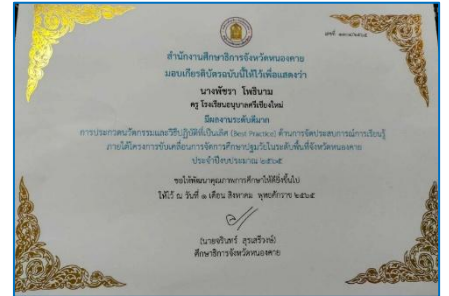 สำนักงานศึกษาธิการจังหวัดหนองคาย
มอบเกียรติบัตรฉบับนี้ให้ไว้เพื่อแสดงว่า
นางพัชรา โพธินาม
ครู โรงเรียนอนุบาลศรีเชียงใหม่
มีผลงานระดับดีมาก
การประกวดนวัตกรรมและวิธีปฏิบัติที่เป็นเลิศ (Best Practice) ด้านการจัดประสบการณ์การเรียนรู้
ภายใต้โครงการขับเคลื่อนการจัดการศึกษาปฐมวัยในระดับพื้นที่จังหวัดหนองคาย
ประจำปีงบประมาณ ๒๕๖๕
ขอให้พัฒนาคุณภาพการศึกษาให้ดียิ่งขึ้นไป
ให้ไว้ ณ วันที่ ๑ เดือน สิงหาคม พุทธศักราช ๒๕๖๕
ศึกษาธิการจังหวัดหนองคาย